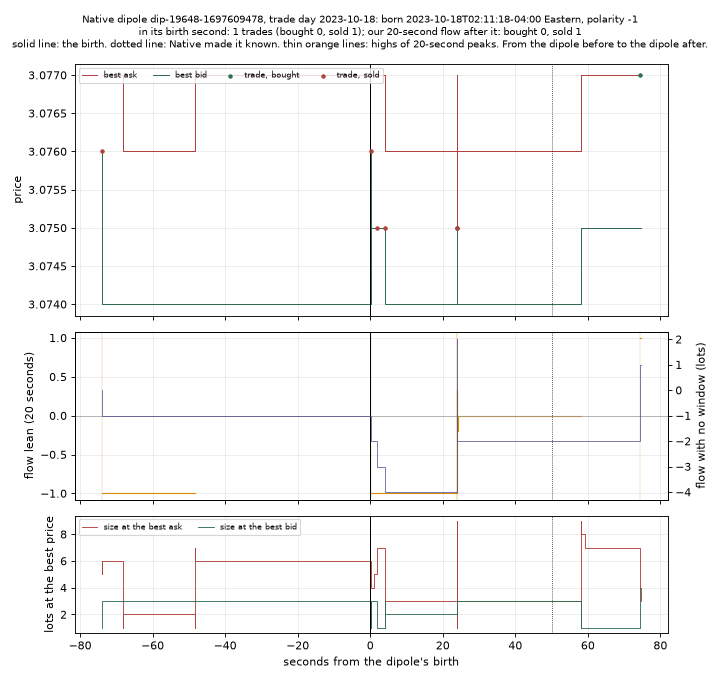 Native dipole dip-19648-1697609478, trade day 2023-10-18: born 2023-10-18T02:11:18-04:00 Eastern, polarity -1
in its birth second: 1 trades (bought 0, sold 1); our 20-second flow after it: bought 0, sold 1
solid line: the birth. dotted line: Native made it known. thin orange lines: highs of 20-second peaks. From the dipole before to the dipole after.
best ask best bid trade, bought trade, sold
3.0770
3.0765
3.0760
3.0755
3.0750
3.0745
3.0740
price
1.0
0.5
0.0
−0.5
−1.0
flow lean (20 seconds)
2
1
0
−1
−2
−3
−4
flow with no window (lots)
size at the best ask size at the best bid
8
6
4
2
lots at the best price
−80 −60 −40 −20 0 20 40 60 80
seconds from the dipole's birth